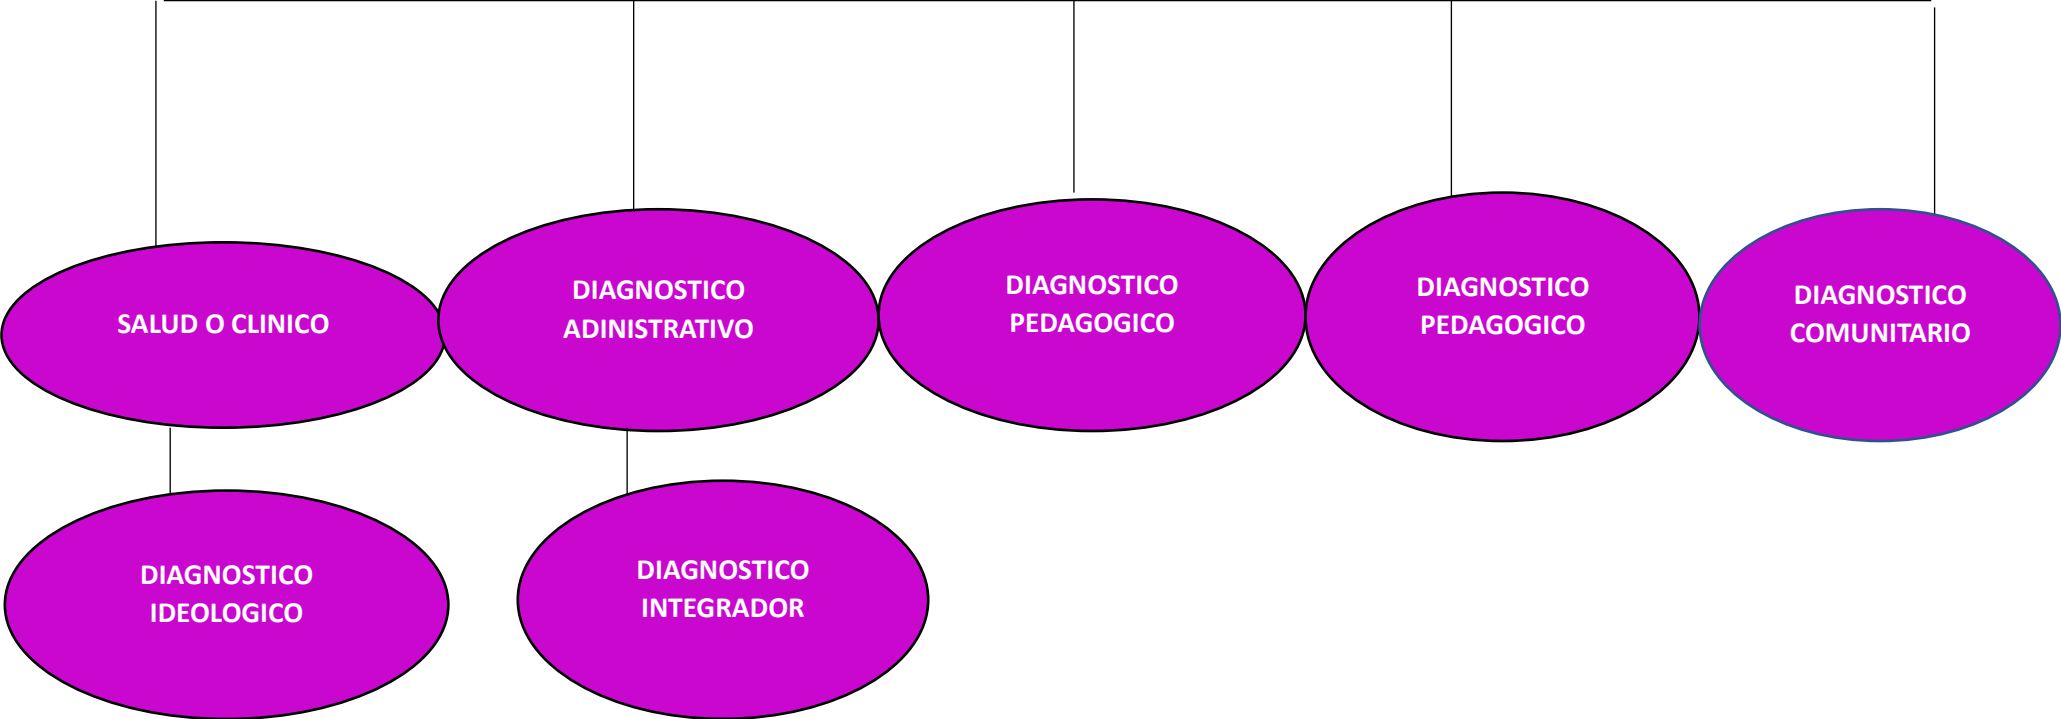 SALUD O CLINICO
DIAGNOSTICO
ADINISTRATIVO
DIAGNOSTICO
PEDAGOGICO
DIAGNOSTICO
PEDAGOGICO
DIAGNOSTICO
COMUNITARIO
DIAGNOSTICO
IDEOLOGICO
DIAGNOSTICO
INTEGRADOR